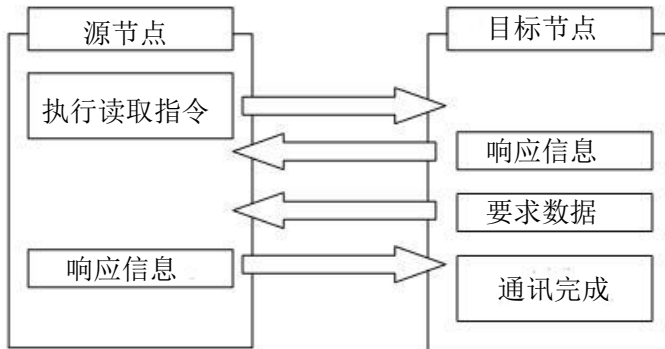 源节点
目标节点
执行读取指令
响应信息
要求数据
响应信息
通讯完成